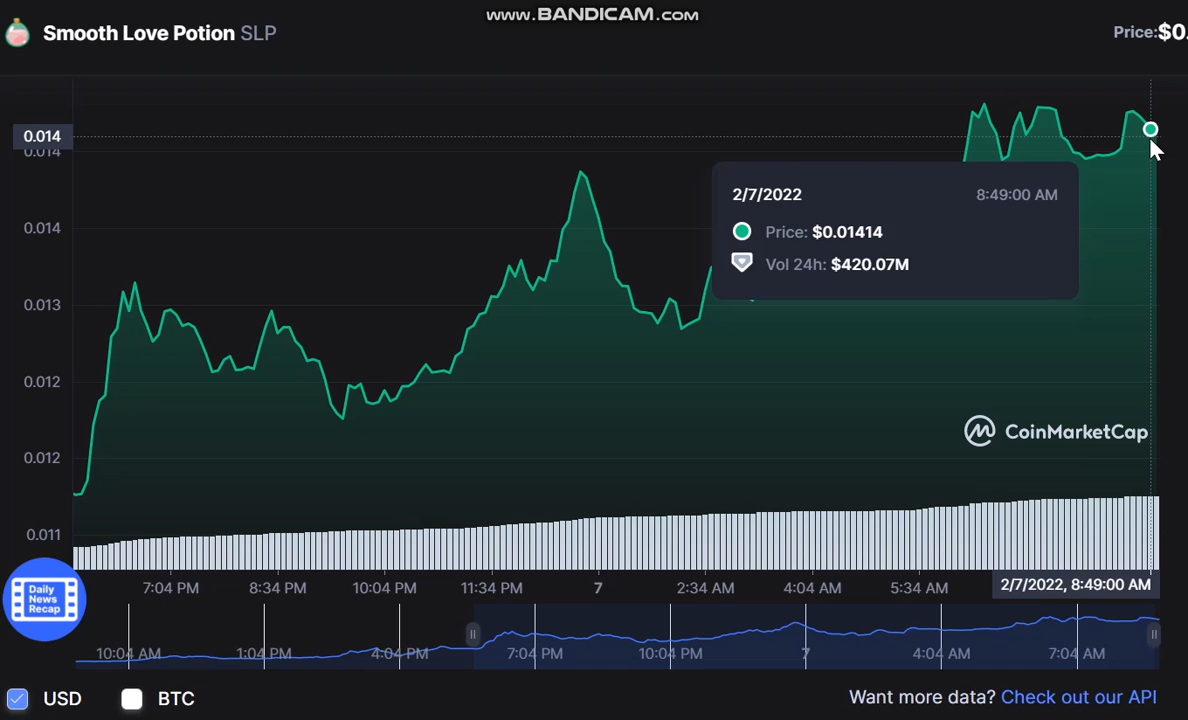 www.BANDICAM.com
Smooth Love Potion SLP
Price:$0.
0.014
0.014
2/7/2022 8:49:00 AM
0.014
Price: $0.01414
Vol 24h: $420.07M
0.013
0.012
CoinMarketCap
0.012
0.011
7:04 PM 8:34 PM 10:04 PM 11:34 PM 7 2:34 AM 4:04 AM 5:34 AM 2/7/2022, 8:49:00 AM
Daily
News
Recap
10:04 AM 1:04 PM 4:04 PM 7:04 PM 10:04 PM 7 4:04 AM 7:04 AM
USD BTC
Want more data? Check out our API